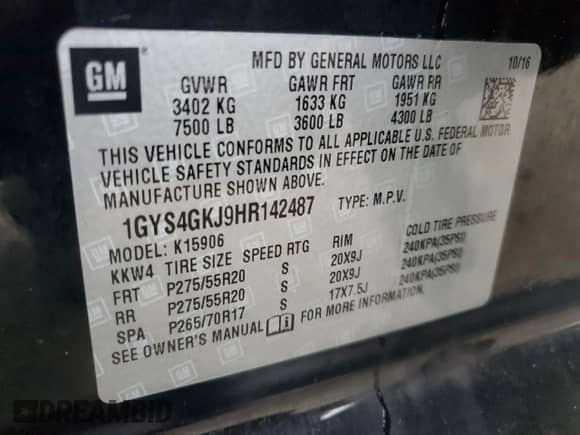 GM
MFD BY GENERAL MOTORS LLC 10/16
GVWR GAWR FRT GAWR RR
3402 KG 1633 KG 1951 KG
7500 LB 3600 LB 4300 LB
THIS VEHICLE CONFORMS TO ALL APPLICABLE U.S. FEDERAL MOTOR
VEHICLE SAFETY STANDARDS IN EFFECT ON THE DATE OF
MANUFACTURE SHOWN ABOVE.
1GYS4GKJ9HR142487 TYPE: M.P.V.
MODEL: K15906
KKW4 TIRE SIZE SPEED RTG RIM COLD TIRE PRESSURE
FRT P275/55R20 S 20X9J 240KPA(35PSI)
RR P275/55R20 S 20X9J 240KPA(35PSI)
SPA P265/70R17 S 17X7.5J 240KPA(35PSI)
SEE OWNER'S MANUAL FOR MORE INFORMATION.
DREAMBID